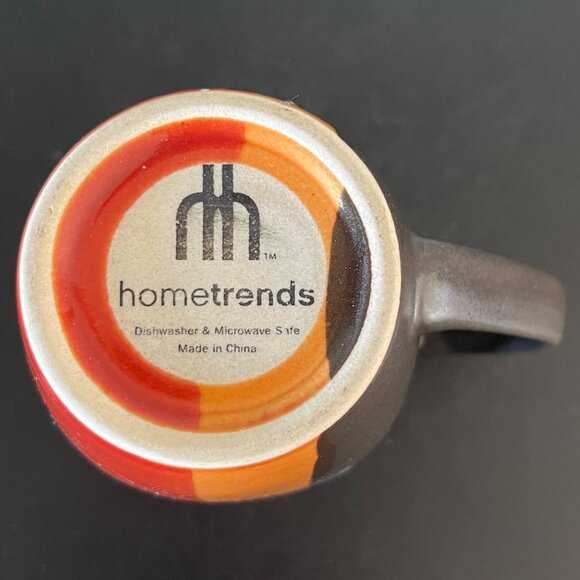 TM
hometrends
Dishwasher & Microwave Safe
Made in China